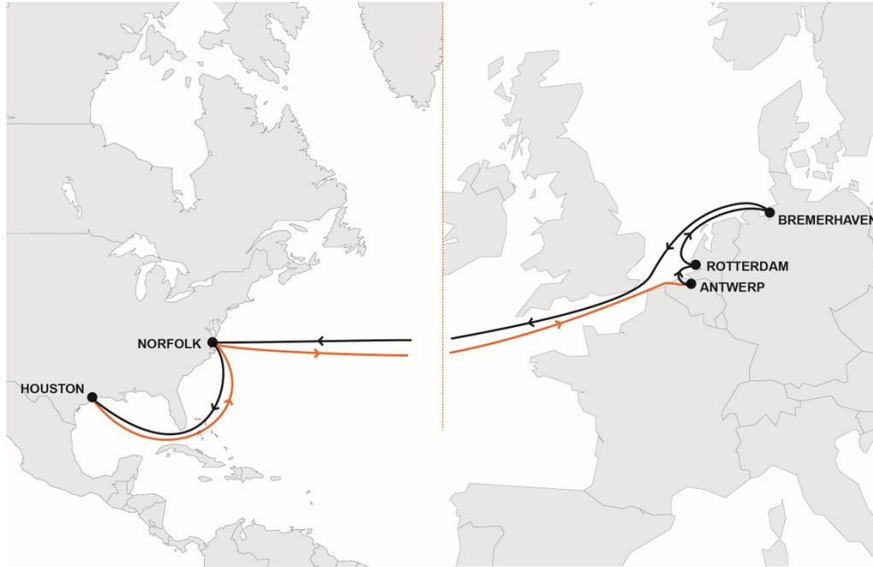 BREMERHAVEN
ROTTERDAM
ANTWERP
NORFOLK
HOUSTON